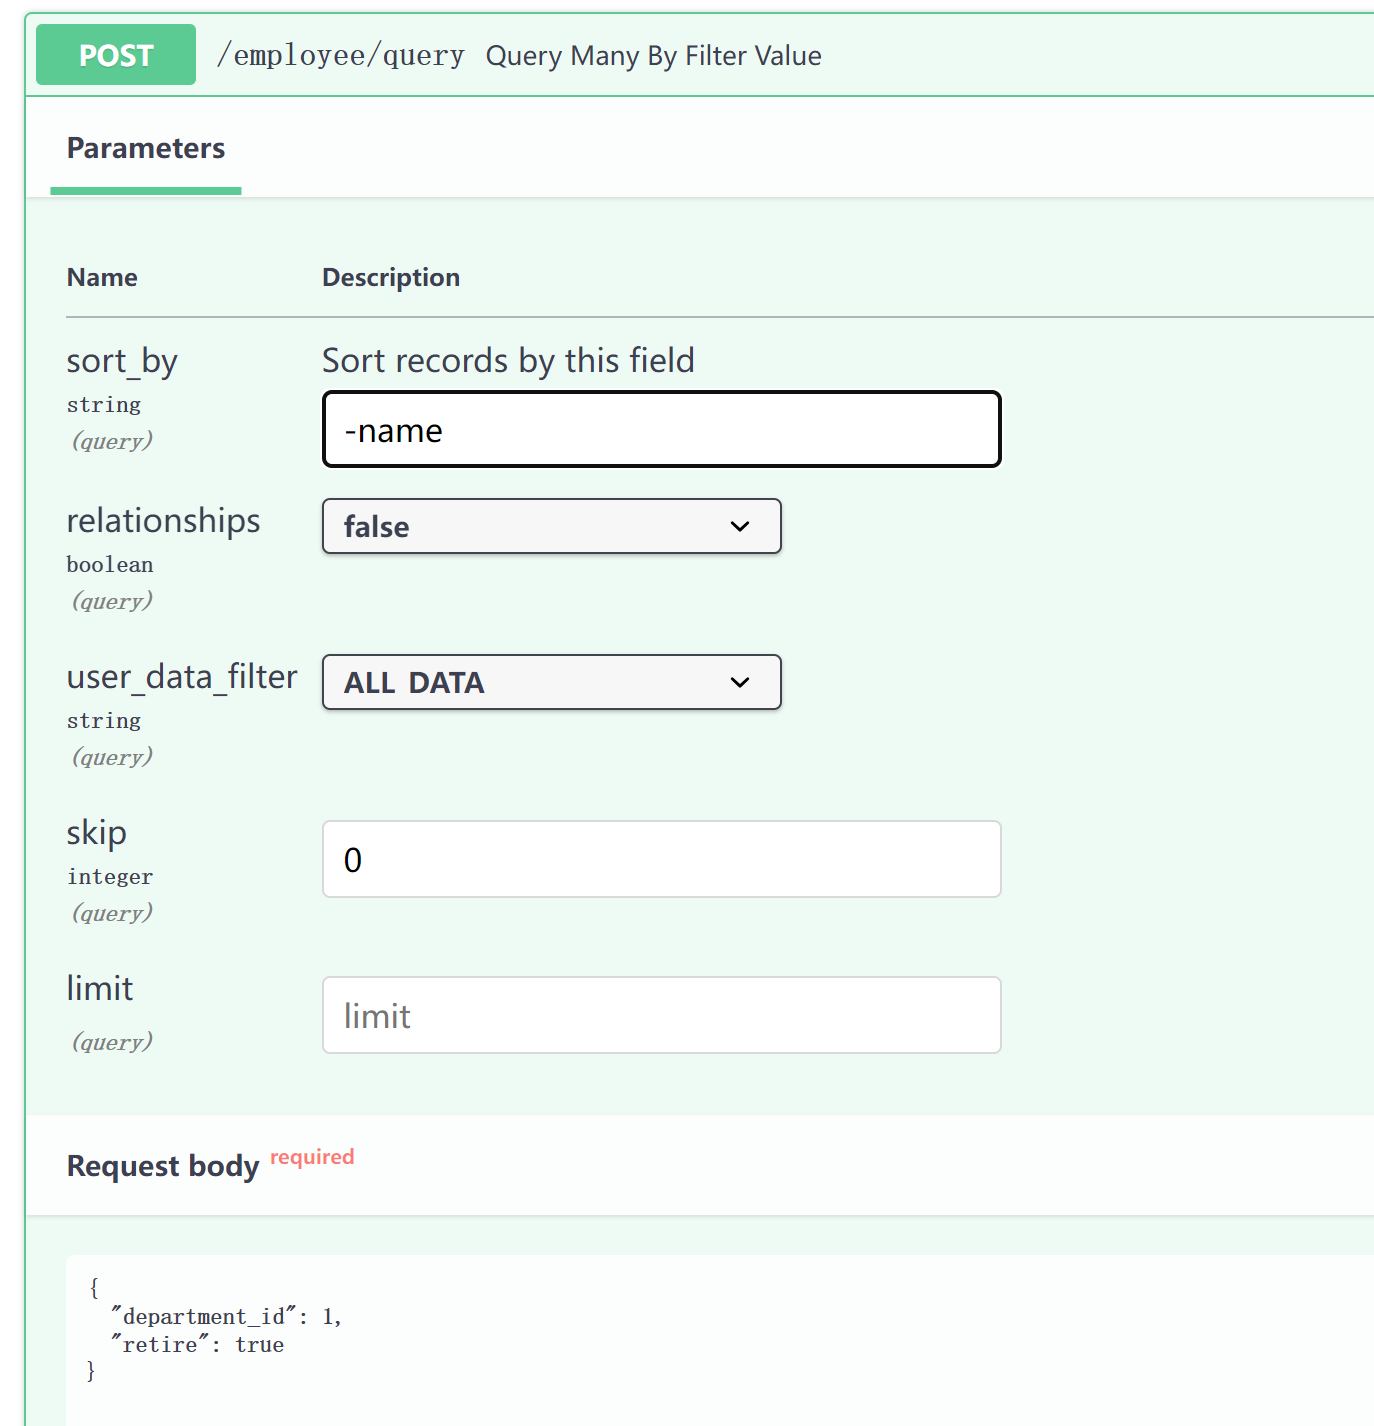 POST /employee/query Query Many By Filter Value
Parameters
Name Description
sort_by Sort records by this field
string
(query)
-name
relationships
boolean
(query)
false
user_data_filter
string
(query)
ALL DATA
skip
integer
(query)
0
limit
(query)
limit
Request body required
{
"department_id": 1,
"retire": true
}